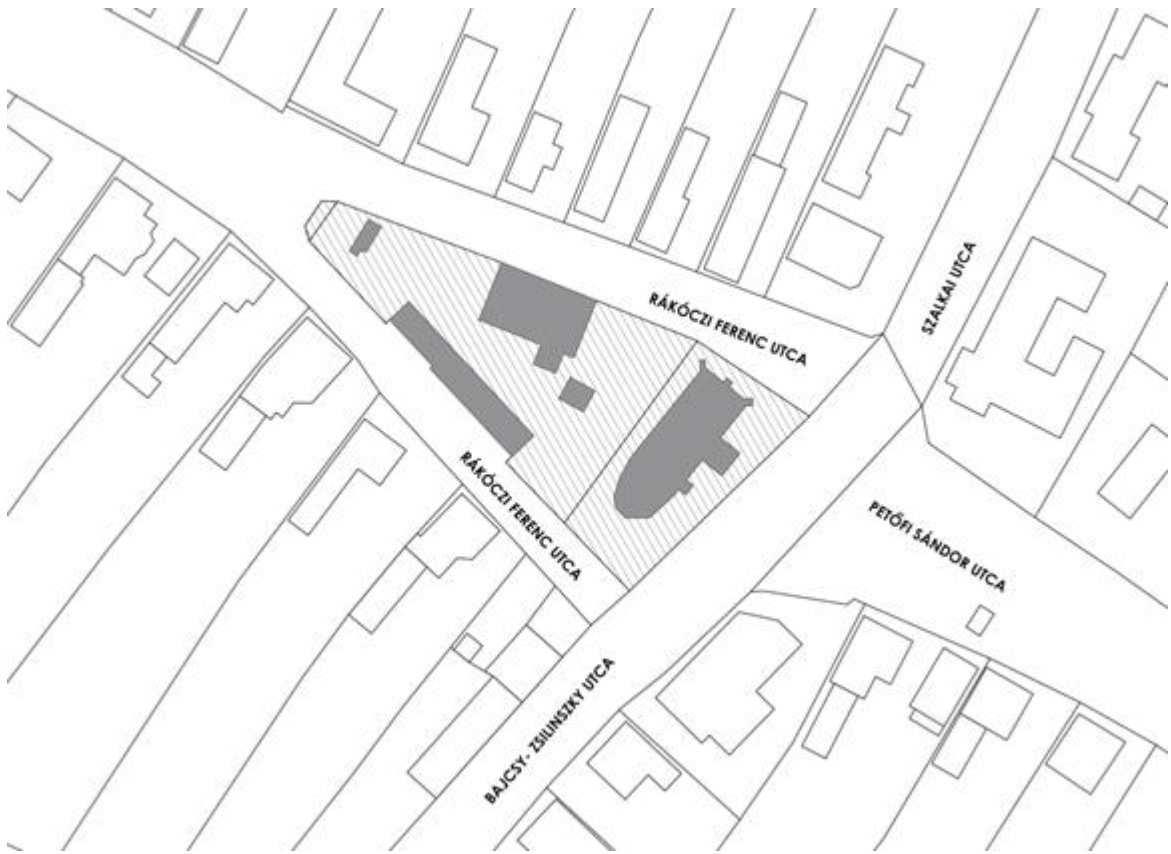 SZALKAI UTCA
RÁKÓCZI FERENC UTCA
RÁKÓCZI FERENC UTCA
PETŐFI SÁNDOR UTCA
BAJCSY- ZSILINSZKY UTCA